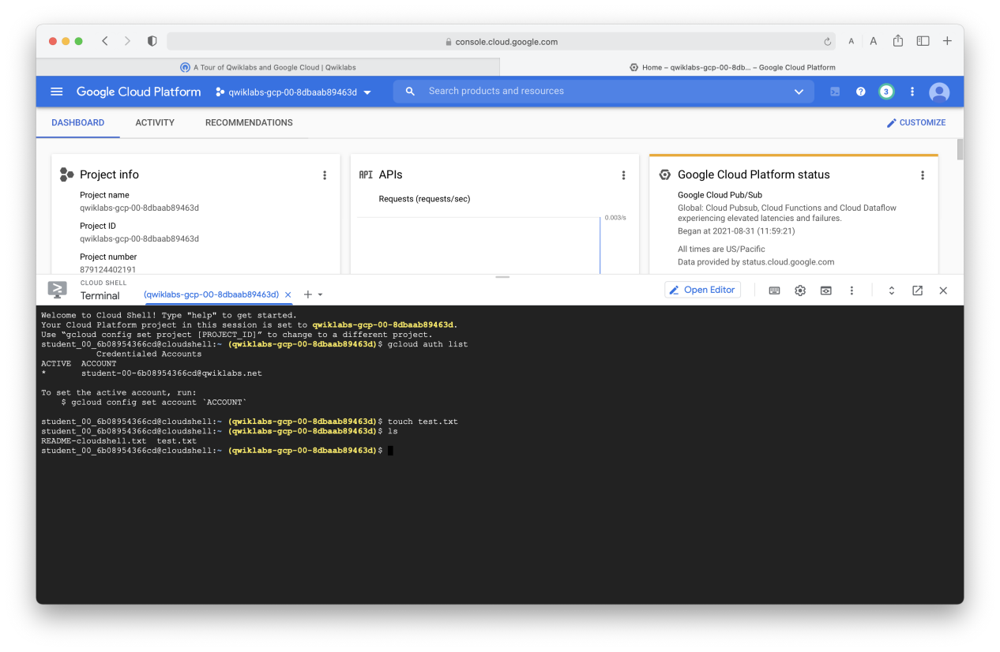 console.cloud.google.com
A A
A Tour of Qwiklabs and Google Cloud | Qwiklabs
Home – qwiklabs-gcp-00-8db... – Google Cloud Platform
Google Cloud Platform
qwiklabs-gcp-00-8dbaab89463d
Search products and resources
? 3
DASHBOARD ACTIVITY RECOMMENDATIONS
CUSTOMIZE
Project info
Project name
qwiklabs-gcp-00-8dbaab89463d
Project ID
qwiklabs-gcp-00-8dbaab89463d
Project number
879124402191
API APIs
Requests (requests/sec)
0.003/s
Google Cloud Platform status
Google Cloud Pub/Sub
Global: Cloud Pubsub, Cloud Functions and Cloud Dataflow
experiencing elevated latencies and failures.
Began at 2021-08-31 (11:59:21)
All times are US/Pacific
Data provided by status.cloud.google.com
CLOUD SHELL
Terminal
(qwiklabs-gcp-00-8dbaab89463d)
Open Editor
Welcome to Cloud Shell! Type "help" to get started.
Your Cloud Platform project in this session is set to qwiklabs-gcp-00-8dbaab89463d.
Use “gcloud config set project [PROJECT_ID]” to change to a different project.
student_00_6b08954366cd@cloudshell:~ (qwiklabs-gcp-00-8dbaab89463d)$ gcloud auth list
Credentialed Accounts
ACTIVE ACCOUNT
* student-00-6b08954366cd@qwiklabs.net
To set the active account, run:
$ gcloud config set account `ACCOUNT`
student_00_6b08954366cd@cloudshell:~ (qwiklabs-gcp-00-8dbaab89463d)$ touch test.txt
student_00_6b08954366cd@cloudshell:~ (qwiklabs-gcp-00-8dbaab89463d)$ ls
README-cloudshell.txt test.txt
student_00_6b08954366cd@cloudshell:~ (qwiklabs-gcp-00-8dbaab89463d)$